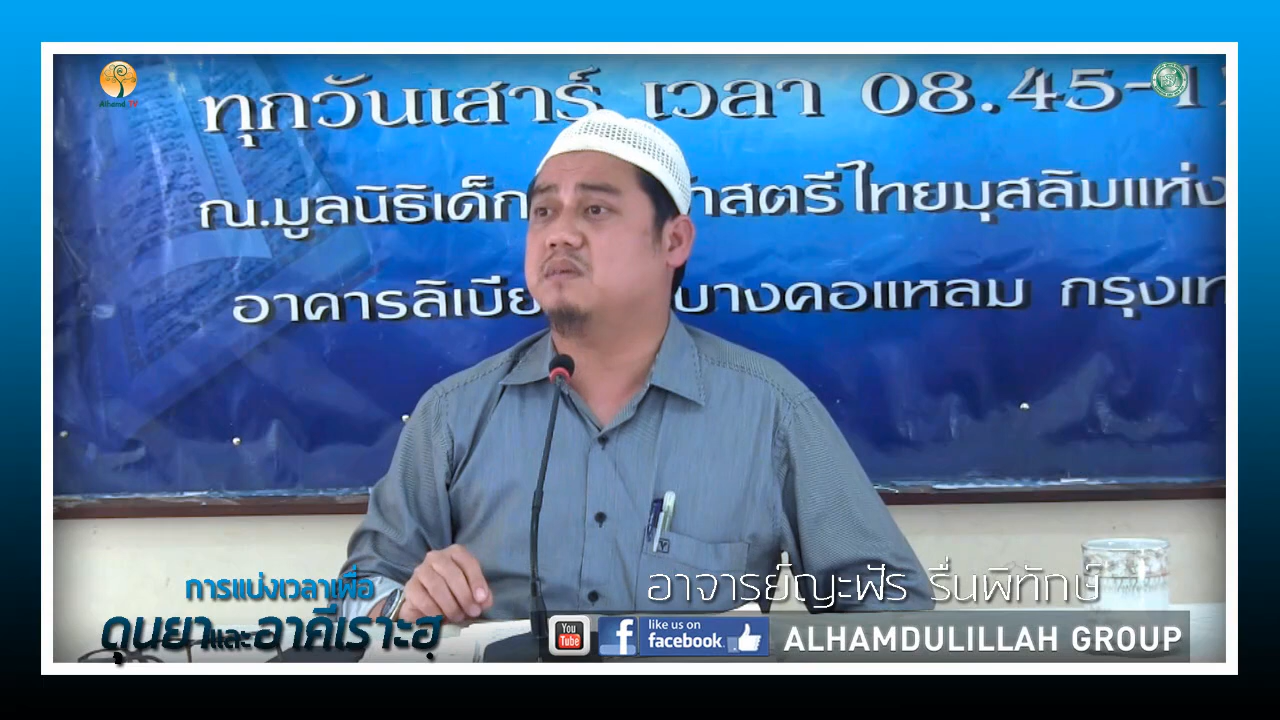 Alhamd TV
ทุกวันเสาร์ เวลา 08.45-1
ณ.มูลนิธิเด็ก สตรีไทยมุสลิมแห่ง
อาคารลิเบีย บางคอแหลม กรุงเท
การแบ่งเวลาเพื่อ
ดุนยาและอาคีเราะฮฺ
อาจารย์ญะฟัร รื่นพิทักษ์
You Tube
like us on
facebook
ALHAMDULILLAH GROUP